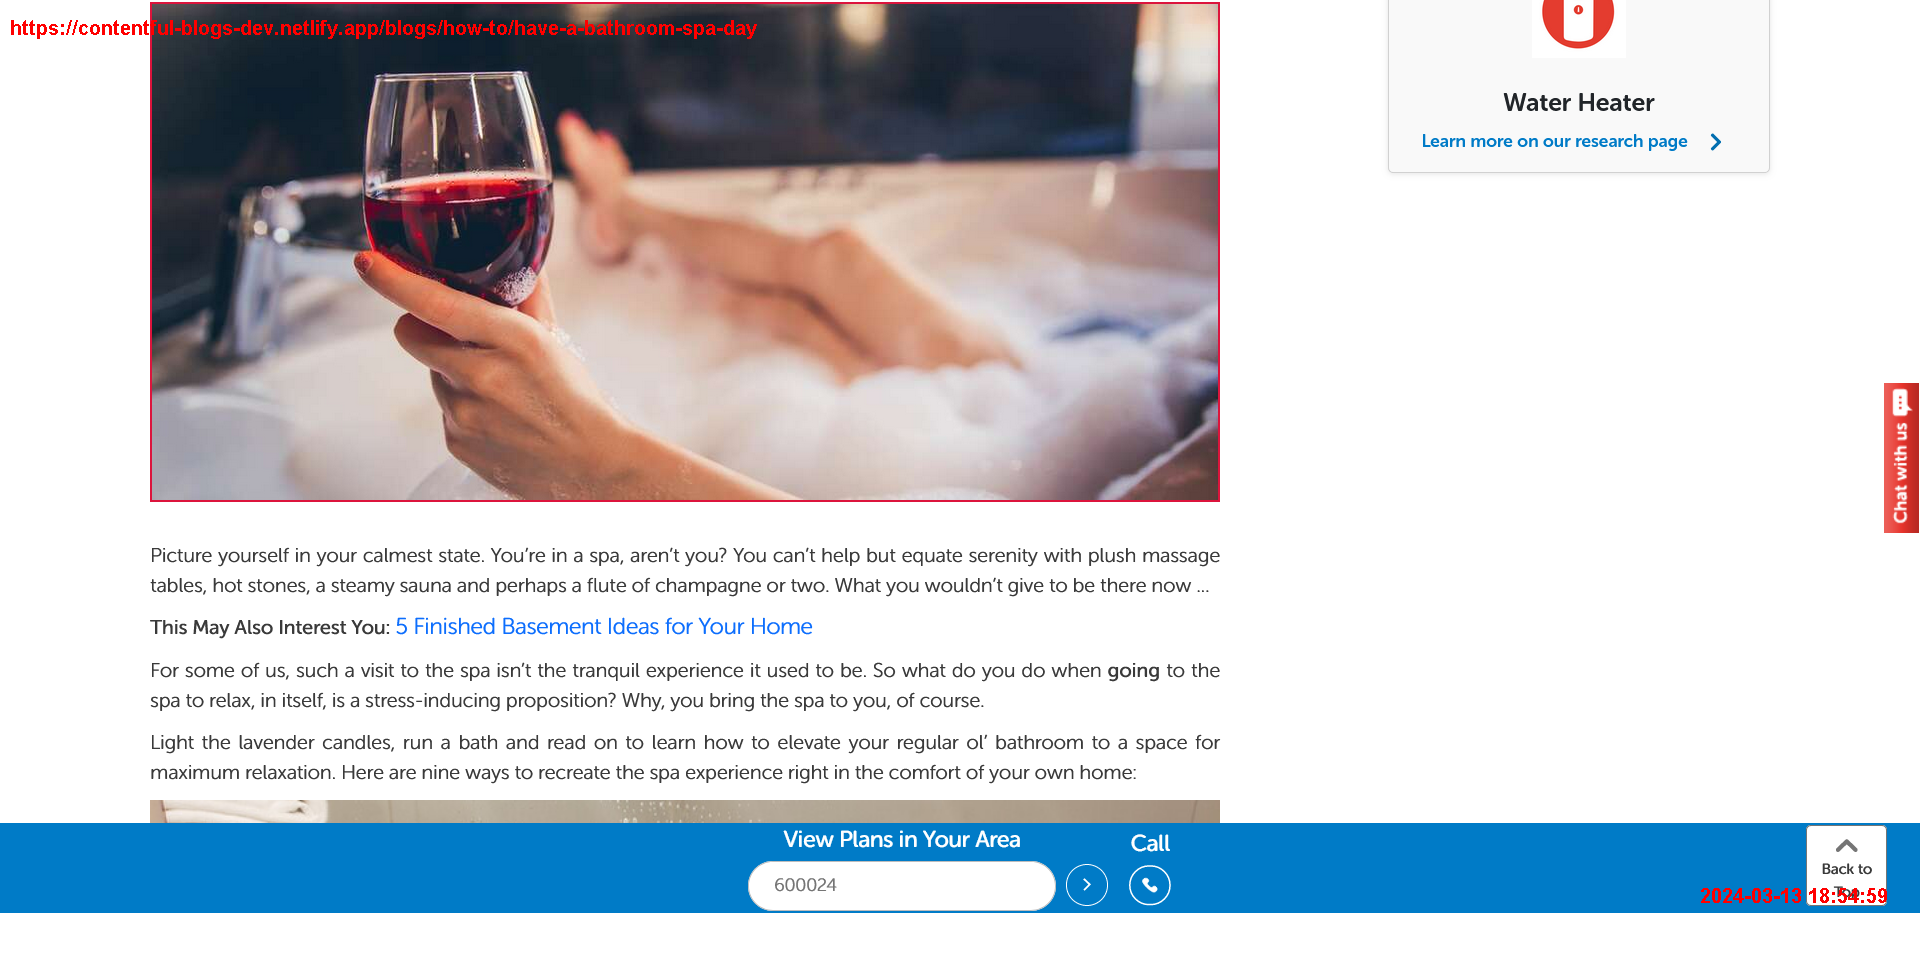 https://contentful-blogs-dev.netlify.app/blogs/how-to/have-a-bathroom-spa-day
Water Heater
Learn more on our research page
Chat with us
Picture yourself in your calmest state. You’re in a spa, aren’t you? You can’t help but equate serenity with plush massage
tables, hot stones, a steamy sauna and perhaps a flute of champagne or two. What you wouldn’t give to be there now ...
This May Also Interest You: 5 Finished Basement Ideas for Your Home
For some of us, such a visit to the spa isn’t the tranquil experience it used to be. So what do you do when going to the
spa to relax, in itself, is a stress-inducing proposition? Why, you bring the spa to you, of course.
Light the lavender candles, run a bath and read on to learn how to elevate your regular ol’ bathroom to a space for
maximum relaxation. Here are nine ways to recreate the spa experience right in the comfort of your own home:
View Plans in Your Area
600024
Call
Back to
Top
2024-03-13 18:54:59